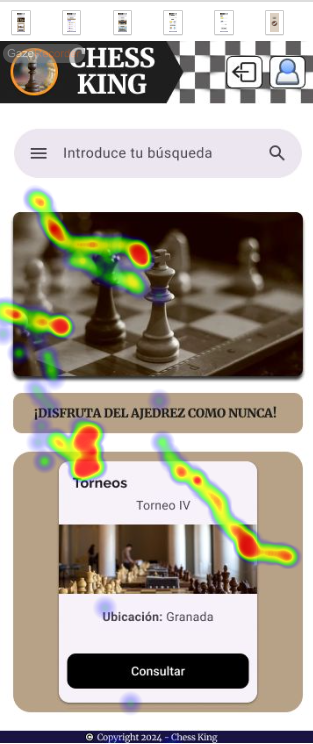 CHESS
KING
Introduce tu búsqueda
¡DISFRUTA DEL AJEDREZ COMO NUNCA!
Torneos
Torneo IV
Ubicación: Granada
Consultar
© Copyright 2024 - Chess King